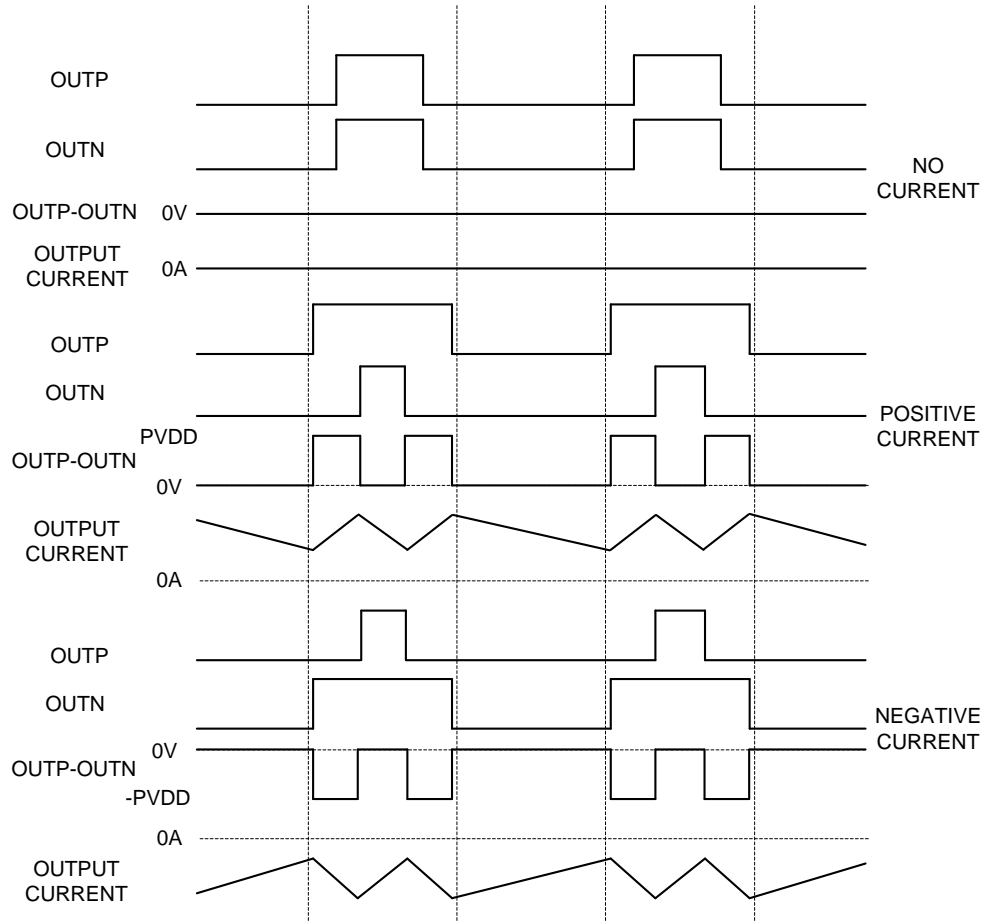 OUTP
OUTN
NO
CURRENT
OUTP-OUTN 0V
OUTPUT
CURRENT 0A
OUTP
OUTN
POSITIVE
CURRENT
PVDD
OUTP-OUTN
0V
OUTPUT
CURRENT
0A
OUTP
OUTN
NEGATIVE
CURRENT
0V
OUTP-OUTN
-PVDD
0A
OUTPUT
CURRENT